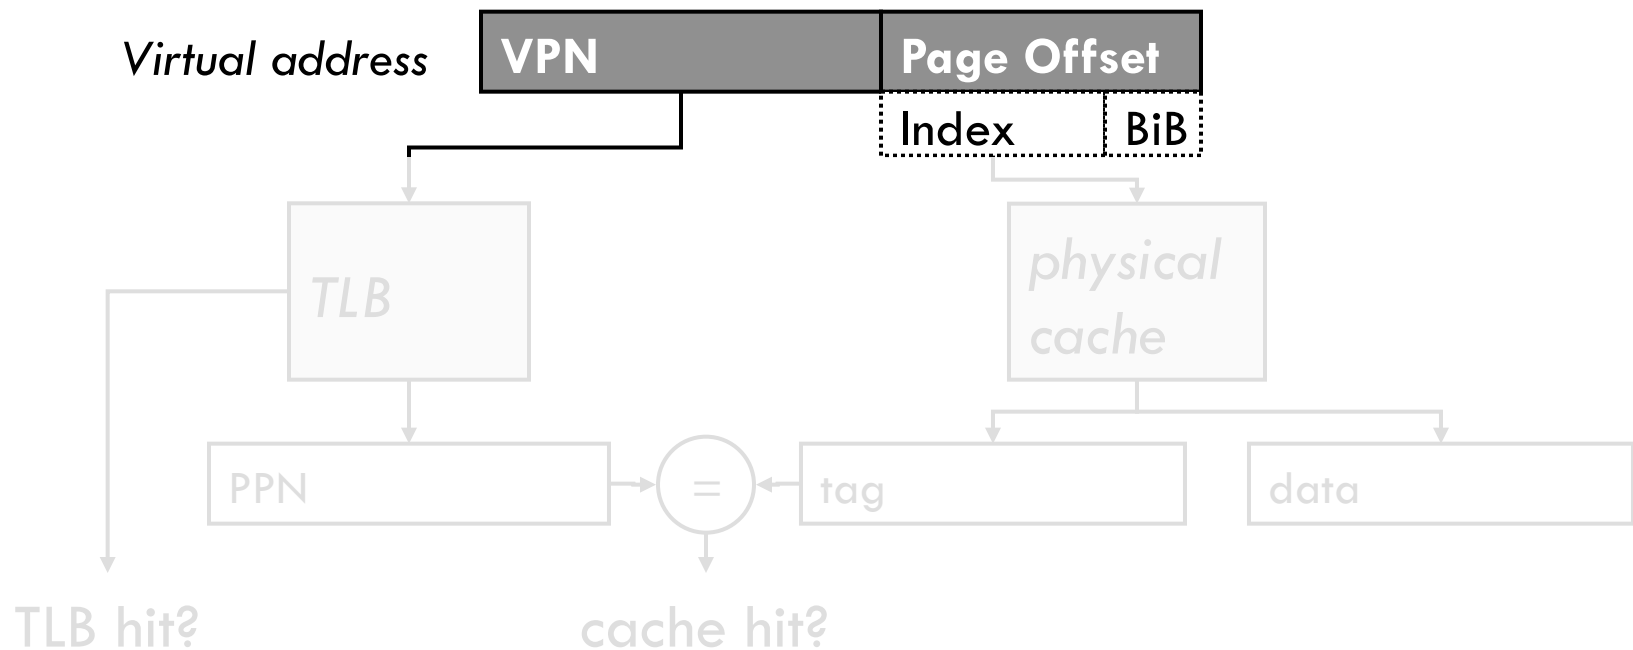 Virtual address
VPN
Page Offset
Index
BiB
TLB
physical
cache
PPN
=
tag
data
TLB hit?
cache hit?